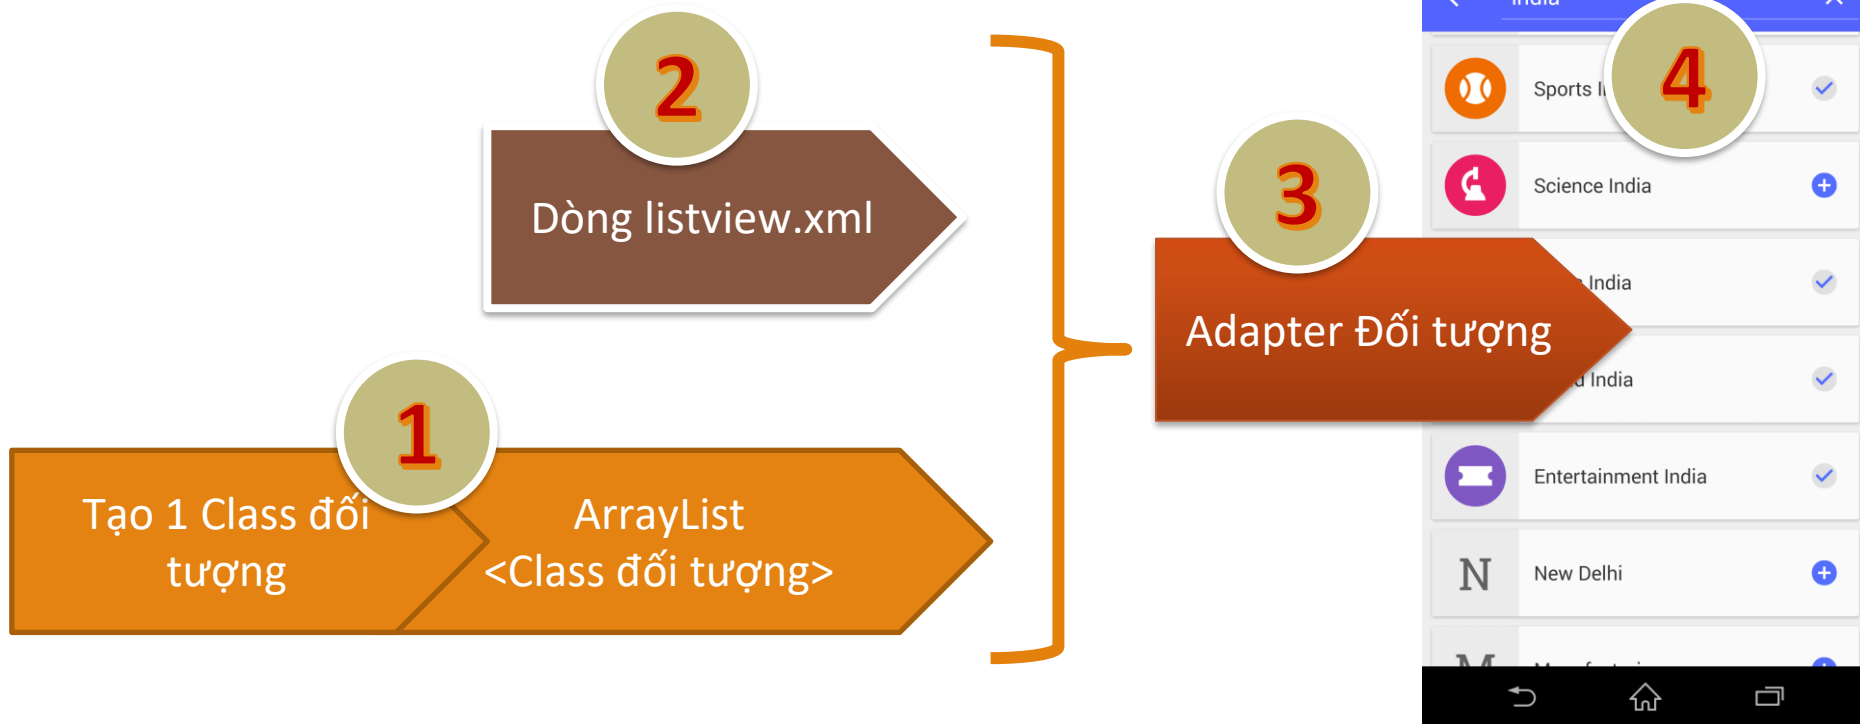 1
Tạo 1 Class đối
tượng
ArrayList
<Class đối tượng>
2
Dòng listview.xml
3
Adapter Đối tượng
4
India
Sports
Science India
India
India
Entertainment India
N
New Delhi